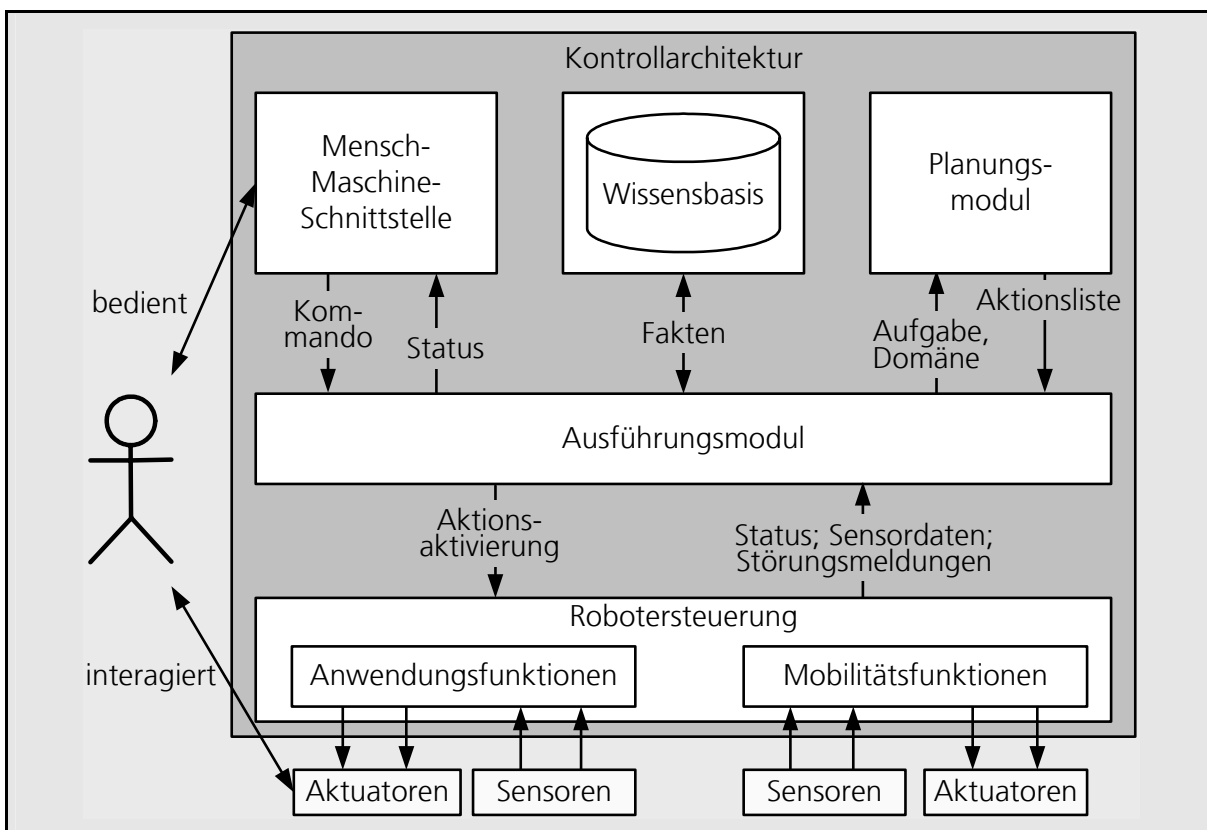 Kontrollarchitektur
Mensch-
Maschine-
Schnittstelle
Wissensbasis
Planungs-
modul
bedient
Kom-
mando
Status
Fakten
Aufgabe,
Domäne
Aktionsliste
Ausführungsmodul
Aktions-
aktivierung
Status; Sensordaten;
Störungsmeldungen
Robotersteuerung
interagiert
Anwendungsfunktionen
Mobilitätsfunktionen
Aktuatoren
Sensoren
Sensoren
Aktuatoren